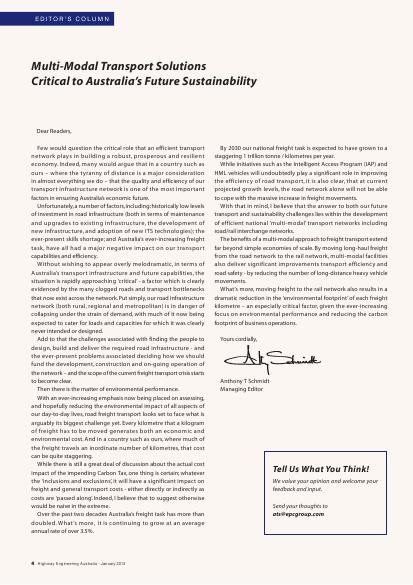 EDITOR'S COLUMN
Multi-Modal Transport Solutions
Critical to Australia's Future Sustainability
Dear Readers,
Few would question the critical role that an efficient transport
network plays in building a robust, prosperous and resilient
economy. Indeed, many would argue that in a country such as
ours – where the tyranny of distance is a major consideration
in almost everything we do – that the quality and efficiency of our
transport infrastructure network is one of the most important
factors in ensuring Australia's economic future.
Unfortunately, a number of factors, including: historically low levels
of investment in road infrastructure (both in terms of maintenance
and upgrades to existing infrastructure, the development of new
infrastructure, and adoption of new ITS technologies); the
ever-present skills shortage; and Australia's ever-increasing freight
task, have all had a major negative impact on our transport
capabilities and efficiency.
Without wishing to appear overly melodramatic, in terms of
Australia's transport infrastructure and future capabilities, the
situation is rapidly approaching 'critical' - a factor which is clearly
evidenced by the many clogged roads and transport bottlenecks
that now exist across the network. Put simply, our road infrastructure
network (both rural, regional and metropolitan) is in danger of
collapsing under the strain of demand, with much of it now being
expected to cater for loads and capacities for which it was clearly
never intended or designed.
Add to that the challenges associated with finding the people to
design, build and deliver the required road infrastructure - and
the ever-present problems associated deciding how we should
fund the development, construction and on-going operation of
the network – and the scope of the current freight transport crisis starts
to become clear.
Then there is the matter of environmental performance.
With an ever-increasing emphasis now being placed on assessing,
and hopefully reducing the environmental impact of all aspects of
our day-to-day lives, road freight transport looks set to face what is
arguably its biggest challenge yet. Every kilometre that a kilogram
of freight has to be moved generates both an economic and
environmental cost. And in a country such as ours, where much of
the freight travels an inordinate number of kilometres, that cost
can be quite staggering.
While there is still a great deal of discussion about the actual cost
impact of the impending Carbon Tax, one thing is certain; whatever
the 'inclusions and exclusions', it will have a significant impact on
freight and general transport costs - either directly or indirectly as
costs are 'passed along'. Indeed, I believe that to suggest otherwise
would be naive in the extreme.
Over the past two decades Australia's freight task has more than
doubled. What's more, it is continuing to grow at an average
annual rate of over 3.5%.
By 2030 our national freight task is expected to have grown to a
staggering 1 trillion tonne / kilometres per year.
While initiatives such as the Intelligent Access Program (IAP) and
HML vehicles will undoubtedly play a significant role in improving
the efficiency of road transport, it is also clear, that at current
projected growth levels, the road network alone will not be able
to cope with the massive increase in freight movements.
With that in mind, I believe that the answer to both our future
transport and sustainability challenges lies within the development
of efficient national 'multi-modal' transport networks including
road/rail interchange networks.
The benefits of a multi-modal approach to freight transport extend
far beyond simple economies of scale. By moving long-haul freight
from the road network to the rail network, multi-modal facilities
also deliver significant improvements transport efficiency and
road safety - by reducing the number of long-distance heavy vehicle
movements.
What's more, moving freight to the rail network also results in a
dramatic reduction in the 'environmental footprint' of each freight
kilometre – an especially critical factor, given the ever-increasing
focus on environmental performance and reducing the carbon
footprint of business operations.
Yours cordially,
Anthony T Schmidt
Managing Editor
Tell Us What You Think!
We value your opinion and welcome your
feedback and input.
Send your thoughts to
ats@epcgroup.com
4 Highway Engineering Australia - January 2012